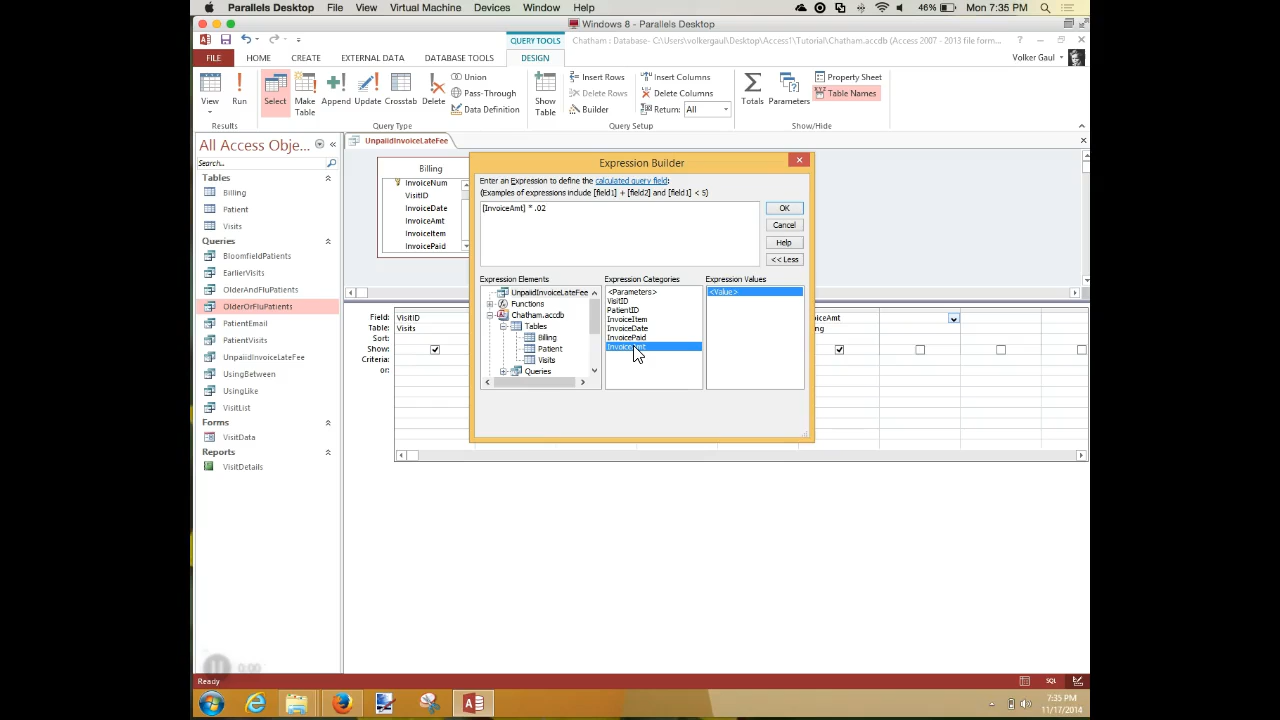 Parallels Desktop File View Virtual Machine Devices Window Help
46% Mon 7:35 PM
Windows 8 - Parallels Desktop
QUERY TOOLS
Chatham : Database- C:\Users\volkergaul\Desktop\Access1\Tutorial\Chatham.accdb (Access 2007 - 2013 file form...
FILE HOME CREATE EXTERNAL DATA DATABASE TOOLS DESIGN
Volker Gaul
View
Run
Select
Make Table
Append
Update
Crosstab
Delete
Union
Pass-Through
Data Definition
Show Table
Insert Rows
Delete Rows
Builder
Insert Columns
Delete Columns
Return: All
Totals
Parameters
Property Sheet
Table Names
Results
Query Type
Query Setup
Show/Hide
All Access Obje...
Search...
Tables
Billing
Patient
Visits
Queries
BloomfieldPatients
EarlierVisits
OlderAndFluPatients
OlderOrFluPatients
PatientEmail
PatientVisits
UnpaidInvoiceLateFee
UsingBetween
UsingLike
VisitList
Forms
VisitData
Reports
VisitDetails
UnpaidInvoiceLateFee
Billing
InvoiceNum
VisitID
InvoiceDate
InvoiceAmt
InvoiceItem
InvoicePaid
Expression Builder
Enter an Expression to define the calculated query field:
(Examples of expressions include [field1] + [field2] and [field1] < 5)
[InvoiceAmt] * .02
OK
Cancel
Help
<< Less
Expression Elements
UnpaidInvoiceLateFee
Functions
Chatham.accdb
Tables
Billing
Patient
Visits
Queries
Expression Categories
<Parameters>
VisitID
PatientID
InvoiceItem
InvoiceDate
InvoicePaid
InvoiceAmt
Expression Values
<Value>
Field: VisitID
Table: Visits
Show:
Criteria:
or:
Ready
SQL
0:00
7:35 PM
11/17/2014